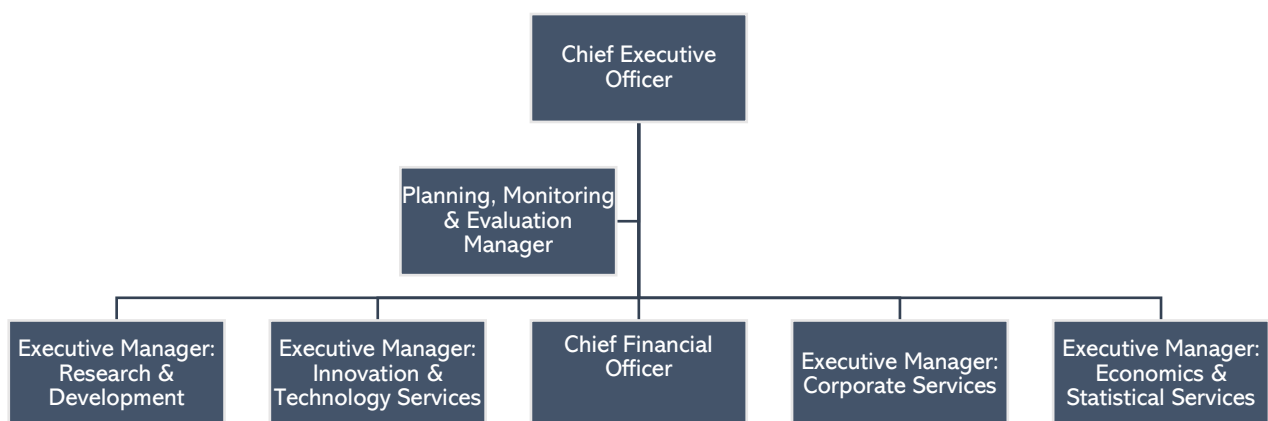 Chief Executive
Officer
Planning, Monitoring
& Evaluation
Manager
Executive Manager:
Research &
Development
Executive Manager:
Innovation &
Technology Services
Chief Financial
Officer
Executive Manager:
Corporate Services
Executive Manager:
Economics &
Statistical Services